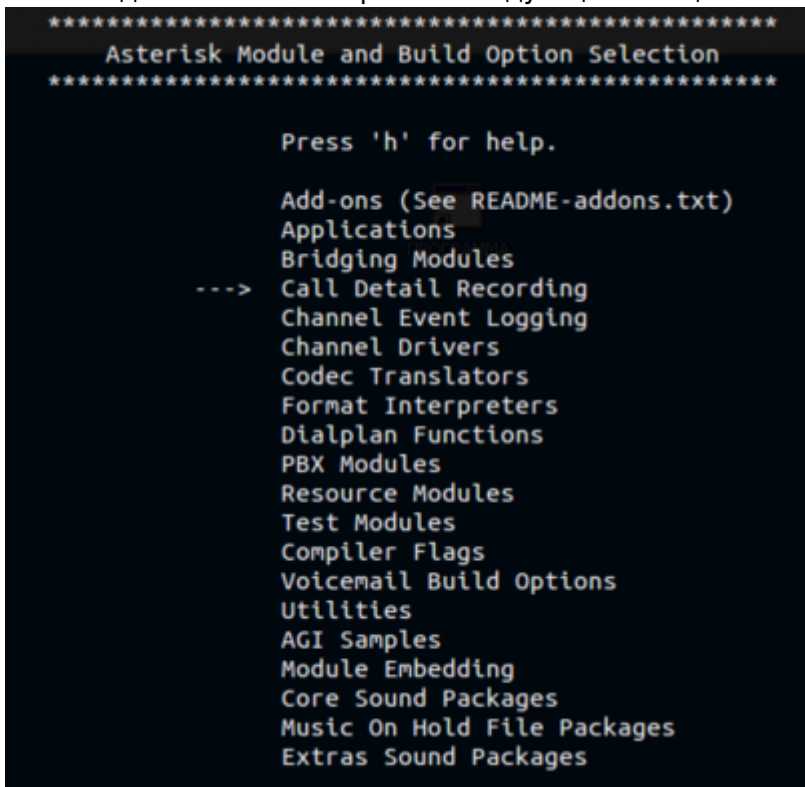 **************************************************
Asterisk Module and Build Option Selection
**************************************************
Press 'h' for help.
Add-ons (See README-addons.txt)
Applications
Bridging Modules
---> Call Detail Recording
Channel Event Logging
Channel Drivers
Codec Translators
Format Interpreters
Dialplan Functions
PBX Modules
Resource Modules
Test Modules
Compiler Flags
Voicemail Build Options
Utilities
AGI Samples
Module Embedding
Core Sound Packages
Music On Hold File Packages
Extras Sound Packages